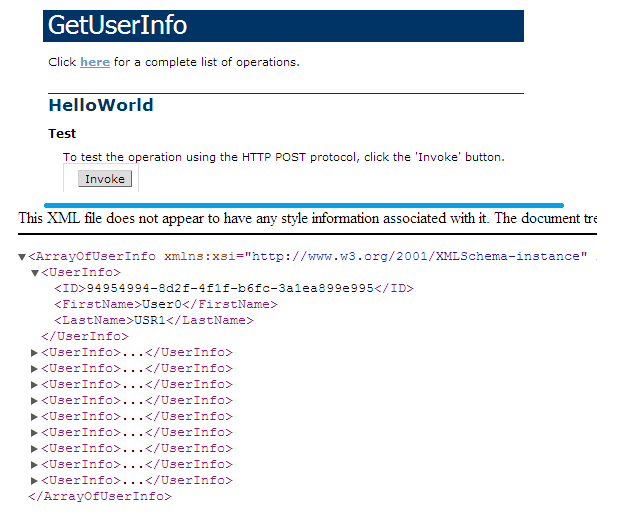 GetUserInfo
Click here for a complete list of operations.
HelloWorld
Test
To test the operation using the HTTP POST protocol, click the 'Invoke' button.
Invoke
This XML file does not appear to have any style information associated with it. The document tre
▼<ArrayOfUserInfo xmlns:xsi="http://www.w3.org/2001/XMLSchema-instance"
▼<UserInfo>
<ID>94954994-8d2f-4f1f-b6fc-3a1ea899e995</ID>
<FirstName>User0</FirstName>
<LastName>USR1</LastName>
</UserInfo>
▶<UserInfo>...</UserInfo>
▶<UserInfo>...</UserInfo>
▶<UserInfo>...</UserInfo>
▶<UserInfo>...</UserInfo>
▶<UserInfo>...</UserInfo>
▶<UserInfo>...</UserInfo>
▶<UserInfo>...</UserInfo>
▶<UserInfo>...</UserInfo>
▶<UserInfo>...</UserInfo>
</ArrayOfUserInfo>